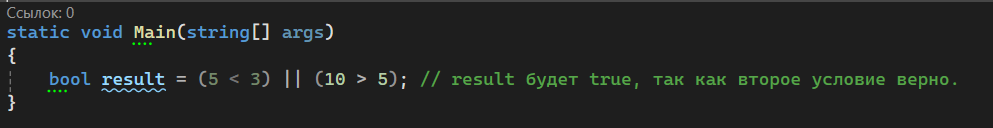 Ссылок: 0
static void Main(string[] args)
{
bool result = (5 < 3) || (10 > 5); // result будет true, так как второе условие верно.
}